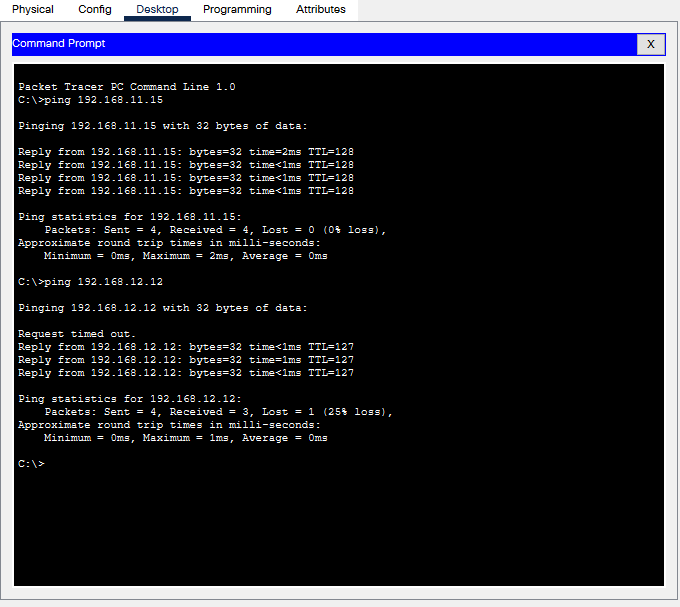 Physical Config Desktop Programming Attributes
Command Prompt X
Packet Tracer PC Command Line 1.0
C:\>ping 192.168.11.15
Pinging 192.168.11.15 with 32 bytes of data:
Reply from 192.168.11.15: bytes=32 time=2ms TTL=128
Reply from 192.168.11.15: bytes=32 time<1ms TTL=128
Reply from 192.168.11.15: bytes=32 time<1ms TTL=128
Reply from 192.168.11.15: bytes=32 time<1ms TTL=128
Ping statistics for 192.168.11.15:
Packets: Sent = 4, Received = 4, Lost = 0 (0% loss),
Approximate round trip times in milli-seconds:
Minimum = 0ms, Maximum = 2ms, Average = 0ms
C:\>ping 192.168.12.12
Pinging 192.168.12.12 with 32 bytes of data:
Request timed out.
Reply from 192.168.12.12: bytes=32 time<1ms TTL=127
Reply from 192.168.12.12: bytes=32 time=1ms TTL=127
Reply from 192.168.12.12: bytes=32 time<1ms TTL=127
Ping statistics for 192.168.12.12:
Packets: Sent = 4, Received = 3, Lost = 1 (25% loss),
Approximate round trip times in milli-seconds:
Minimum = 0ms, Maximum = 1ms, Average = 0ms
C:\>